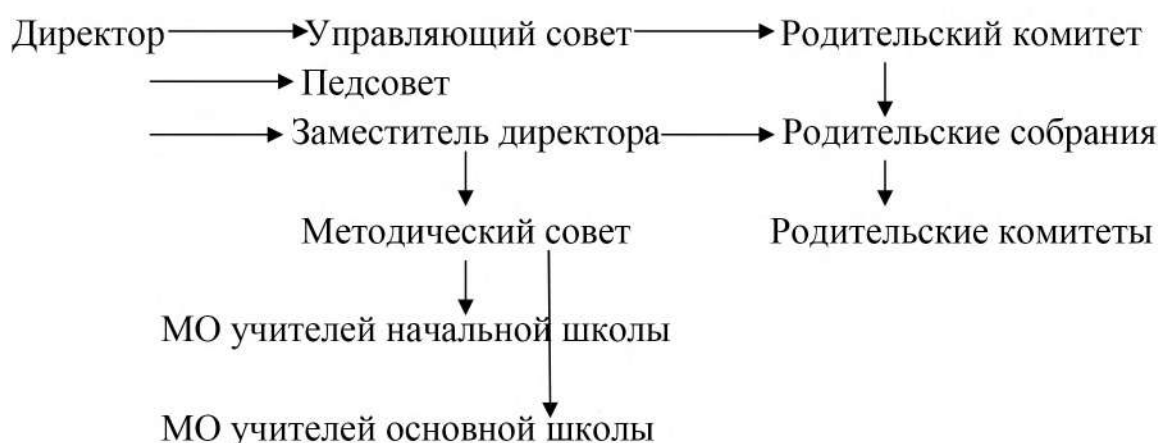 Директор Управляющий совет Родительский комитет
Педсовет
Заместитель директора Родительские собрания
Методический совет Родительские комитеты
МО учителей начальной школы
МО учителей основной школы